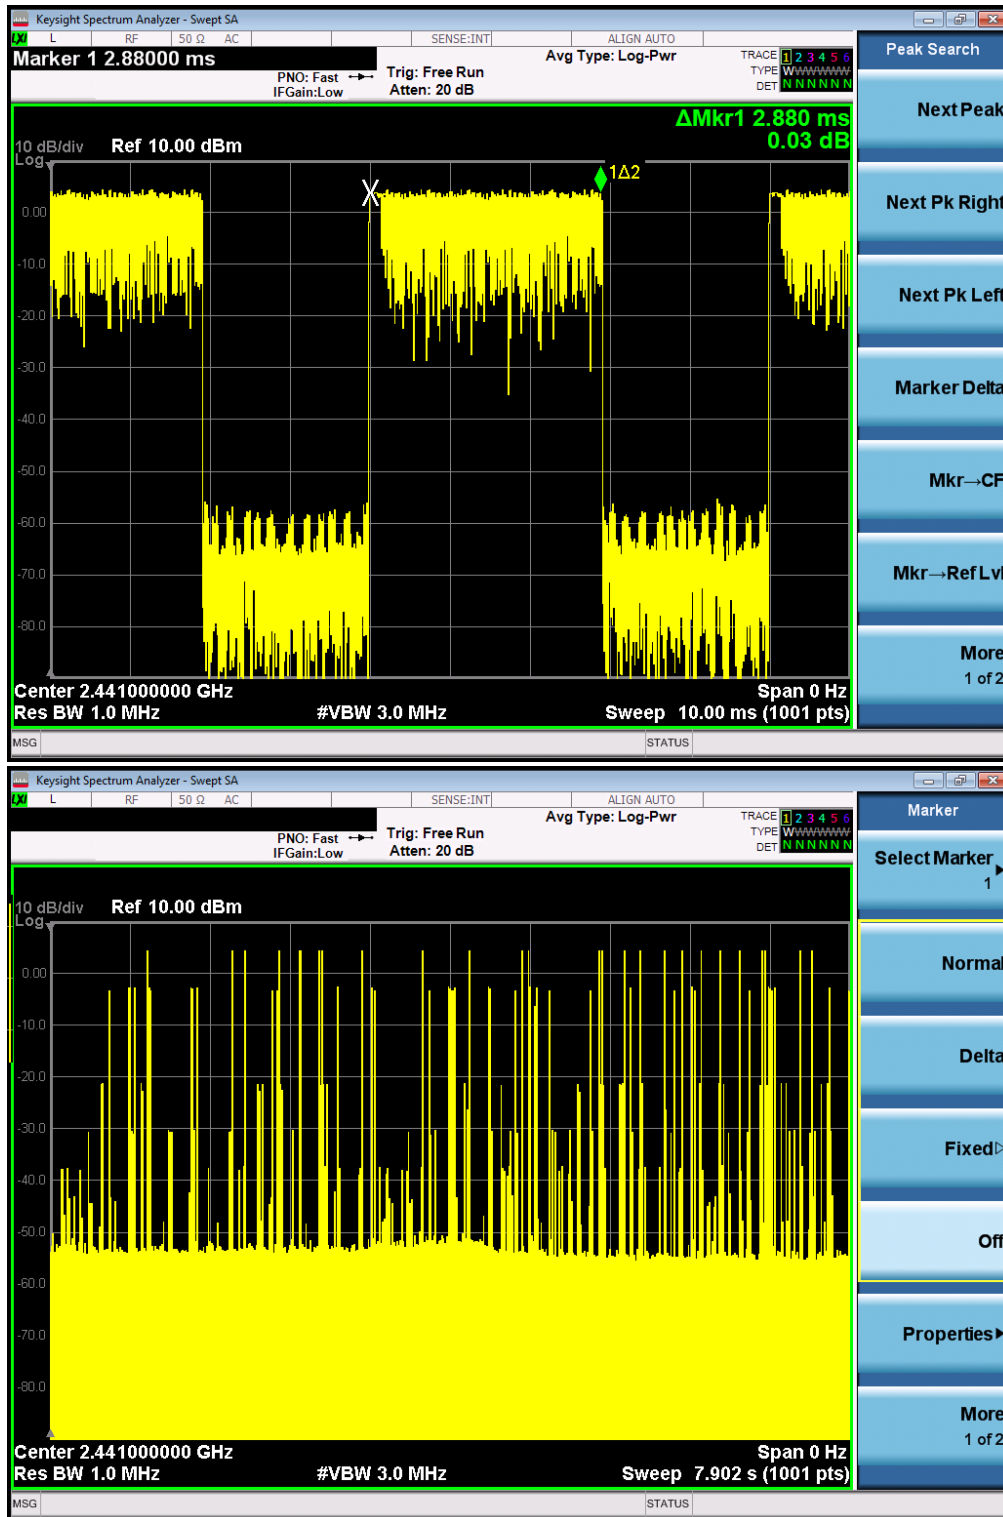 Keysight Spectrum Analyzer - Swept SA
LXI L RF 50 Ω AC SENSE:INT ALIGN AUTO
Marker 1 2.88000 ms
PNO: Fast
IFGain:Low
Trig: Free Run
Atten: 20 dB
Avg Type: Log-Pwr
TRACE 1 2 3 4 5 6
TYPE WWWWWW
DET N N N N N N
Peak Search
Next Peak
Next Pk Right
Next Pk Left
Marker Delta
Mkr→CF
Mkr→Ref Lvl
More
1 of 2
ΔMkr1 2.880 ms
0.03 dB
10 dB/div Ref 10.00 dBm
Log
1Δ2
0.00
-10.0
-20.0
-30.0
-40.0
-50.0
-60.0
-70.0
-80.0
Center 2.441000000 GHz Span 0 Hz
Res BW 1.0 MHz #VBW 3.0 MHz Sweep 10.00 ms (1001 pts)
MSG STATUS
Keysight Spectrum Analyzer - Swept SA
LXI L RF 50 Ω AC SENSE:INT ALIGN AUTO
PNO: Fast
IFGain:Low
Trig: Free Run
Atten: 20 dB
Avg Type: Log-Pwr
TRACE 1 2 3 4 5 6
TYPE WWWWWW
DET N N N N N N
Marker
Select Marker
1
Normal
Delta
Fixed
Off
Properties
More
1 of 2
10 dB/div Ref 10.00 dBm
Log
0.00
-10.0
-20.0
-30.0
-40.0
-50.0
-60.0
-70.0
-80.0
Center 2.441000000 GHz Span 0 Hz
Res BW 1.0 MHz #VBW 3.0 MHz Sweep 7.902 s (1001 pts)
MSG STATUS